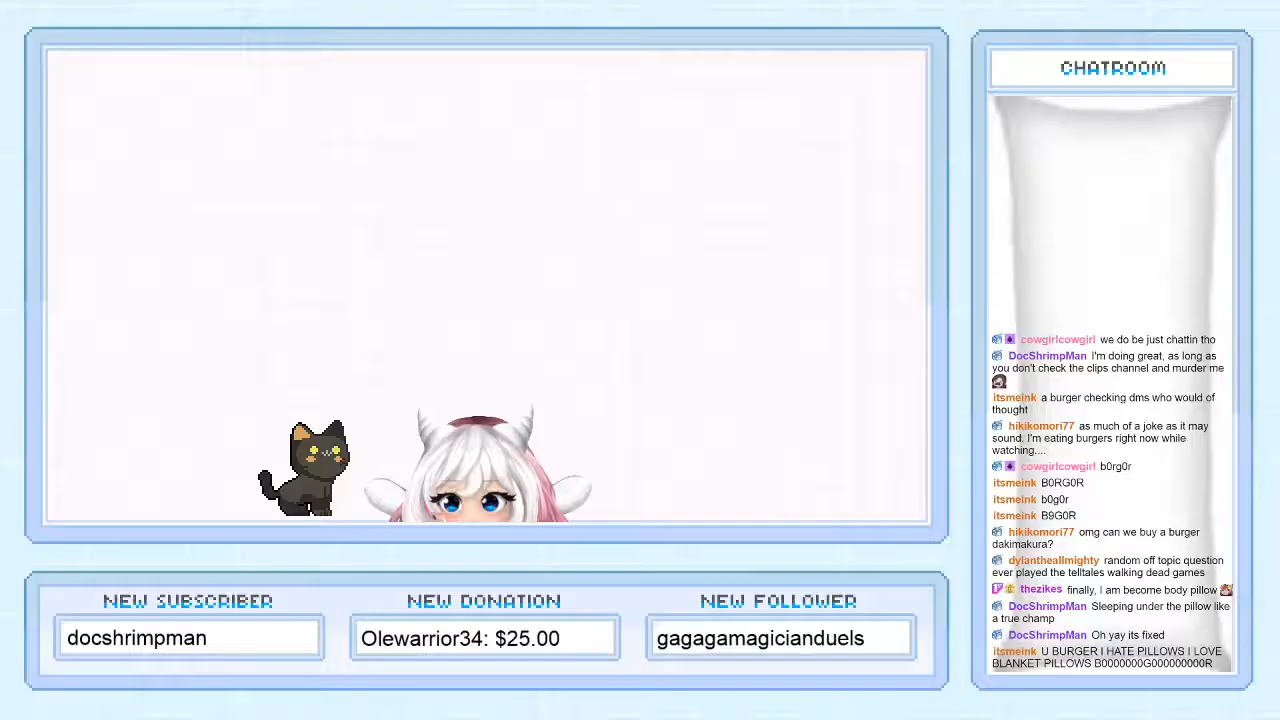 CHATROOM
cowgirlcowgirl we do be just chattin tho
DocShrimpMan I'm doing great, as long as
you don't check the clips channel and murder me
itsmeink a burger checking dms who would of
thought
hikikomori77 as much of a joke as it may
sound. I'm eating burgers right now while
watching....
cowgirlcowgirl b0rg0r
itsmeink B0RG0R
itsmeink b0g0r
itsmeink B9G0R
hikikomori77 omg can we buy a burger
dakimakura?
dylantheallmighty random off topic question
ever played the telltales walking dead games
thezikes finally, I am become body pillow
DocShrimpMan Sleeping under the pillow like
a true champ
DocShrimpMan Oh yay its fixed
itsmeink U BURGER I HATE PILLOWS I LOVE
BLANKET PILLOWS B0000000G000000000R
NEW SUBSCRIBER
docshrimpman
NEW DONATION
Olewarrior34: $25.00
NEW FOLLOWER
gagagamagicianduels